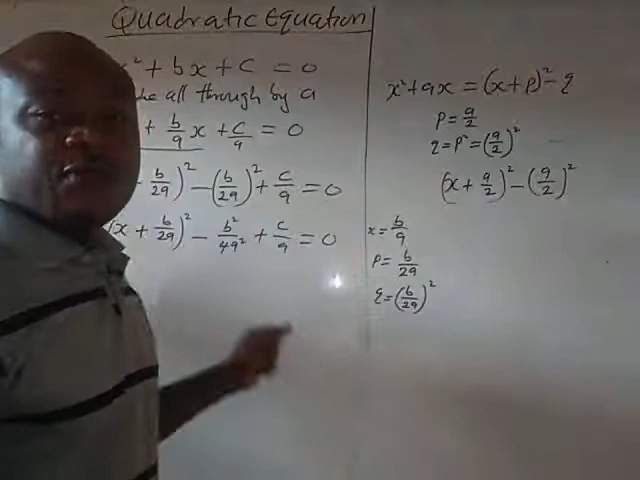 Quadratic Equation
x² + bx + c = 0
all through by a
+ b/a x + c/a = 0
b/2a)² - (b/2a)² + c/a = 0
(x + b/2a)² - b²/4a² + c/a = 0
x² + ax = (x + p)² - q
p = a/2
q = p² = (a/2)²
(x + a/2)² - (a/2)²
x = b/a
p = b/2a
q = (b/2a)²